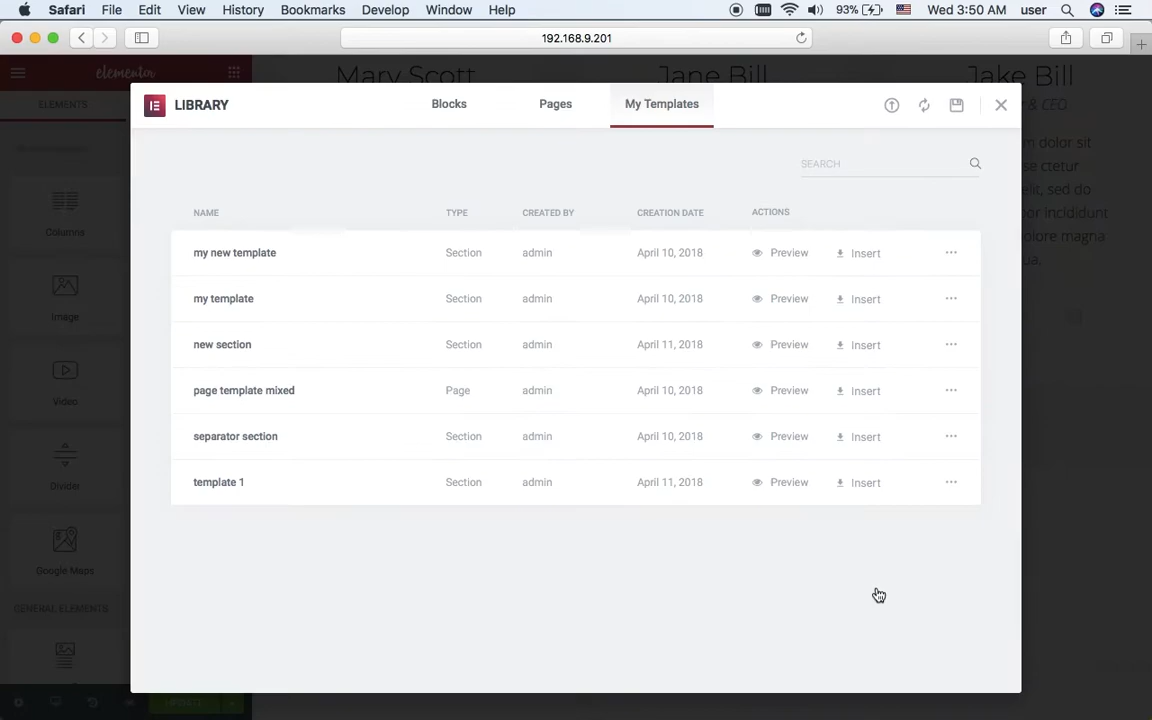 Safari File Edit View History Bookmarks Develop Window Help 93% Wed 3:50 AM user
192.168.9.201
elementor
Mary Scott Jane Bill Jake Bill
ELEMENTS
LIBRARY Blocks Pages My Templates
& CEO
m dolor sit
se ctetur
elit, sed do
por incididunt
dolore magna
ua.
SEARCH
NAME TYPE CREATED BY CREATION DATE ACTIONS
my new template Section admin April 10, 2018 Preview Insert ...
my template Section admin April 10, 2018 Preview Insert ...
new section Section admin April 11, 2018 Preview Insert ...
page template mixed Page admin April 10, 2018 Preview Insert ...
separator section Section admin April 10, 2018 Preview Insert ...
template 1 Section admin April 11, 2018 Preview Insert ...
Columns
Image
Video
Divider
Google Maps
GENERAL ELEMENTS
UPDATE